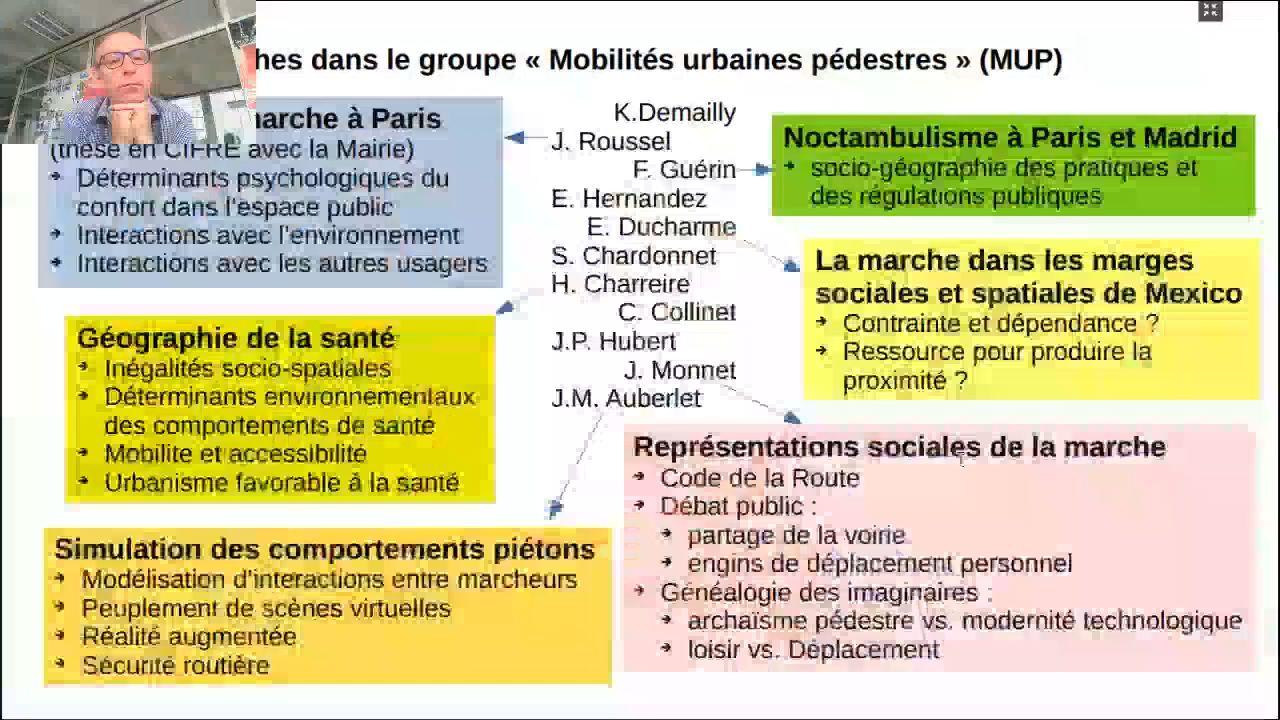 hes dans le groupe « Mobilités urbaines pédestres » (MUP)
arche à Paris
(thèse en CIFRE avec la Mairie)
➔ Déterminants psychologiques du
confort dans l'espace public
➔ Interactions avec l'environnement
➔ Interactions avec les autres usagers
Géographie de la santé
➔ Inégalités socio-spatiales
➔ Déterminants environnementaux
des comportements de santé
➔ Mobilite et accessibilité
➔ Urbanisme favorable à la santé
Simulation des comportements piétons
➔ Modélisation d'interactions entre marcheurs
➔ Peuplement de scènes virtuelles
➔ Réalité augmentée
➔ Sécurité routière
K.Demailly
J. Roussel
F. Guérin
E. Hernandez
E. Ducharme
S. Chardonnet
H. Charreire
C. Collinet
J.P. Hubert
J. Monnet
J.M. Auberlet
Noctambulisme à Paris et Madrid
➔ socio-géographie des pratiques et
des régulations publiques
La marche dans les marges
sociales et spatiales de Mexico
➔ Contrainte et dépendance ?
➔ Ressource pour produire la
proximité ?
Représentations sociales de la marche
➔ Code de la Route
➔ Débat public :
➔ partage de la voirie
➔ engins de déplacement personnel
➔ Généalogie des imaginaires :
➔ archaïsme pédestre vs. modernité technologique
➔ loisir vs. Déplacement